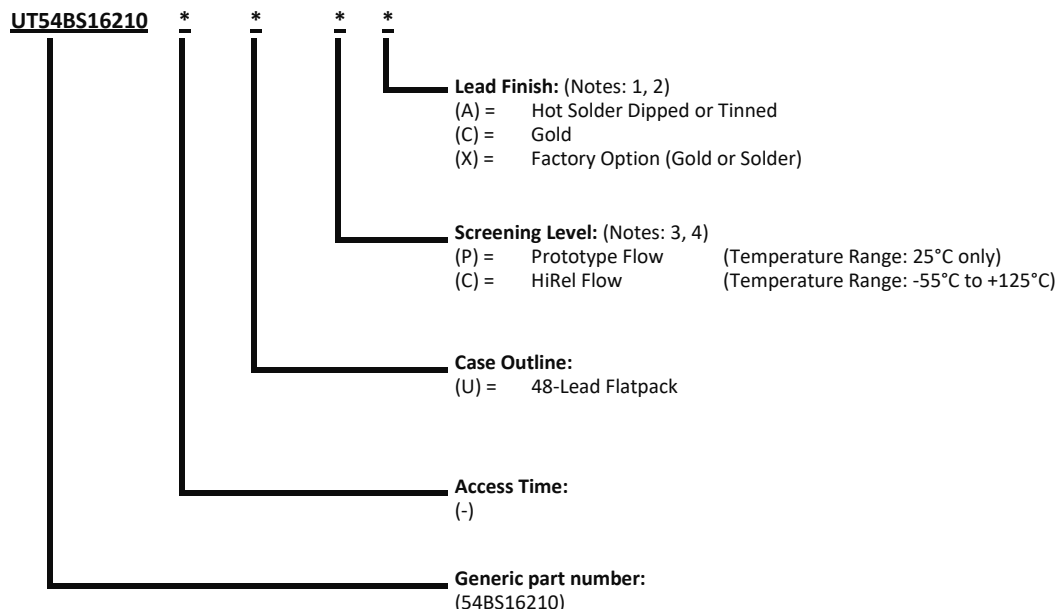 UT54BS16210 * * * *
Lead Finish: (Notes: 1, 2)
(A) = Hot Solder Dipped or Tinned
(C) = Gold
(X) = Factory Option (Gold or Solder)
Screening Level: (Notes: 3, 4)
(P) = Prototype Flow (Temperature Range: 25°C only)
(C) = HiRel Flow (Temperature Range: -55°C to +125°C)
Case Outline:
(U) = 48-Lead Flatpack
Access Time:
(-)
Generic part number:
(54BS16210)